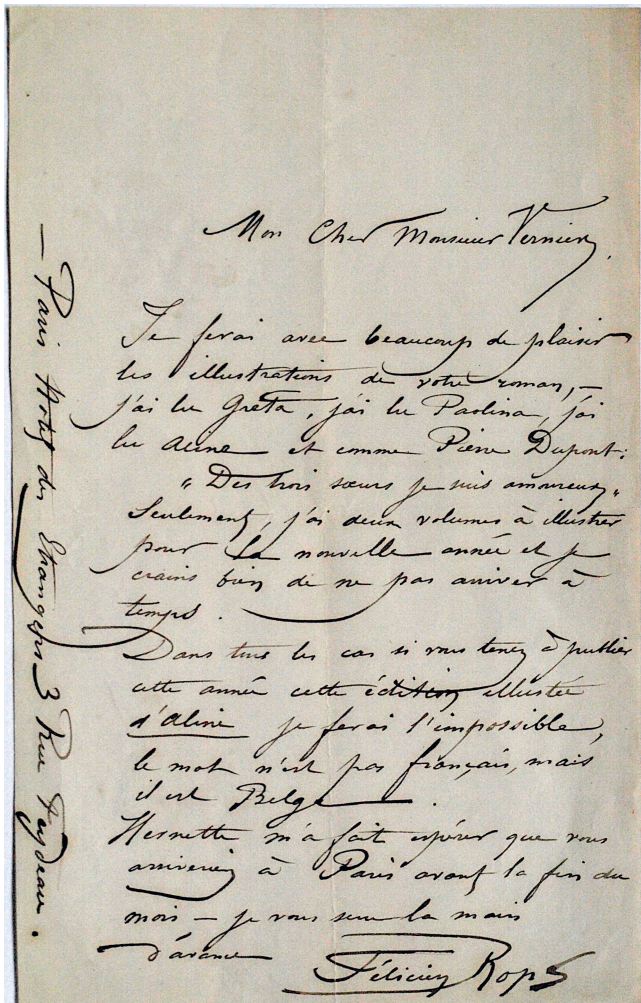 Mon Cher Monsieur Vernier,
Je ferai avec beaucoup de plaisir
les illustrations de votre roman, —
j'ai lu Greta, j'ai lu Paolina, j'ai
lu Aline et comme Pierre Dupont:
"Des trois sœurs je suis amoureux"
Seulement, j'ai deux volumes à illustrer
pour la nouvelle année et je
crains bien de ne pas arriver à
temps.
Dans tous les cas si vous tenez à publier
cette année cette édition illustrée
d'Aline je ferai l'impossible,
le mot n'est pas français, mais
il est Belge.
m'a fait espérer que vous
arriveriez à Paris avant la fin du
mois — je vous serre la main
d'avance
Félicien Rops
— Paris Hotel des Etrangers 3 Rue Feydeau.